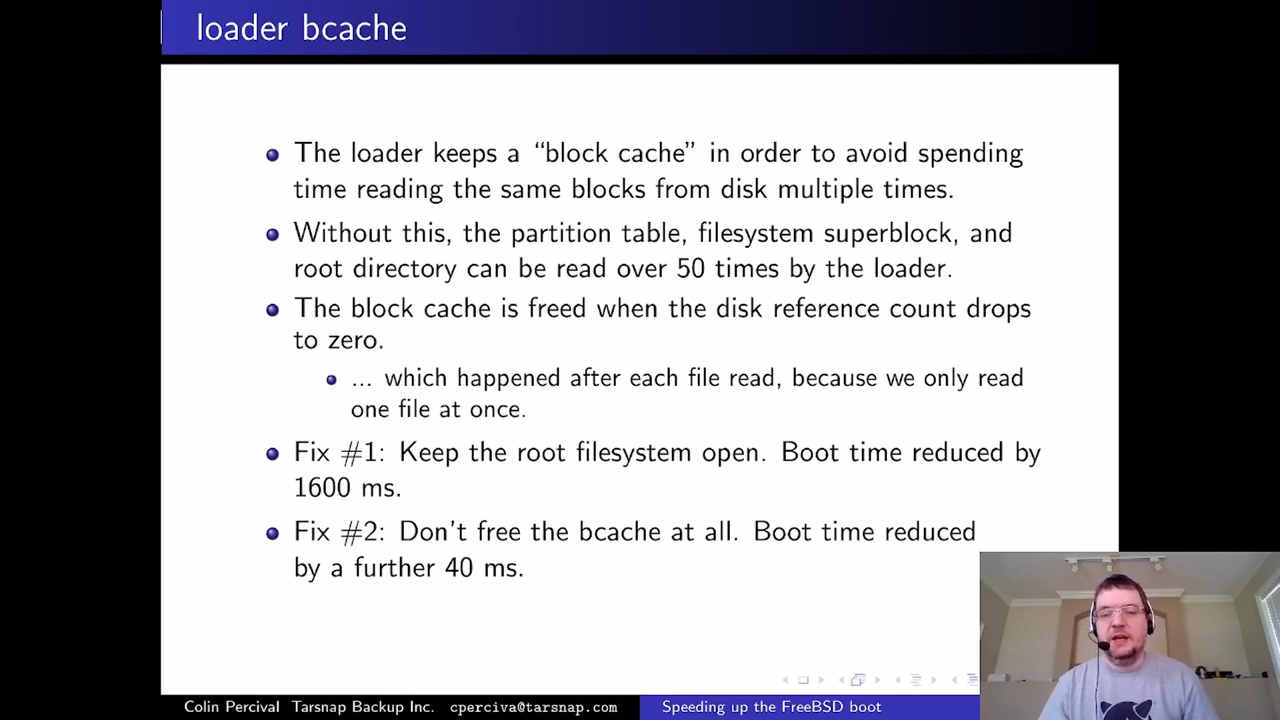 loader bcache
The loader keeps a “block cache” in order to avoid spending
time reading the same blocks from disk multiple times.
Without this, the partition table, filesystem superblock, and
root directory can be read over 50 times by the loader.
The block cache is freed when the disk reference count drops
to zero.
... which happened after each file read, because we only read
one file at once.
Fix #1: Keep the root filesystem open. Boot time reduced by
1600 ms.
Fix #2: Don't free the bcache at all. Boot time reduced
by a further 40 ms.
Colin Percival Tarsnap Backup Inc. cperciva@tarsnap.com Speeding up the FreeBSD boot